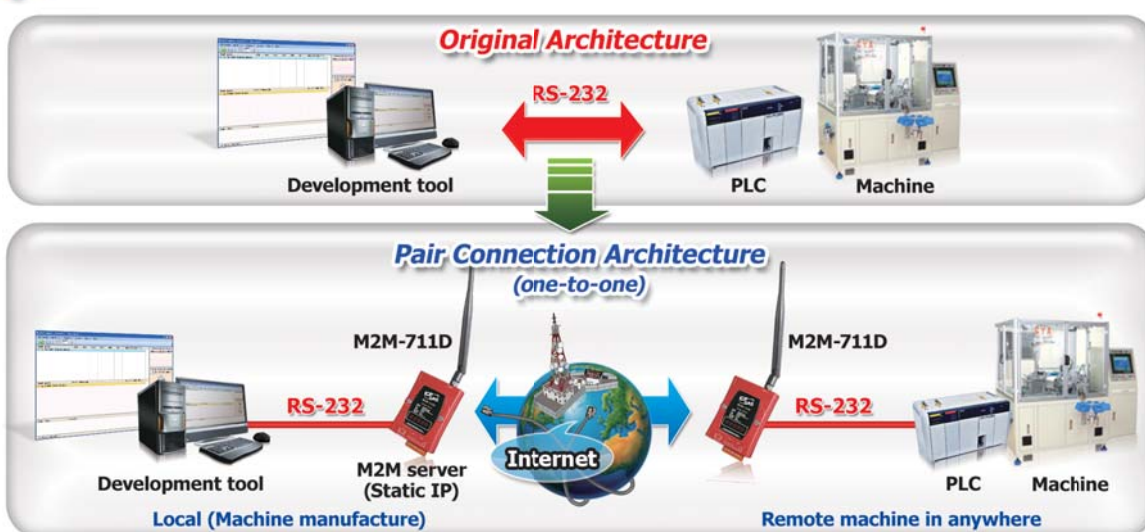 Original Architecture
RS-232
Development tool
PLC
Machine
Pair Connection Architecture
(one-to-one)
M2M-711D
M2M-711D
RS-232
RS-232
Internet
M2M server
(Static IP)
Development tool
PLC
Machine
Local (Machine manufacture)
Remote machine in anywhere